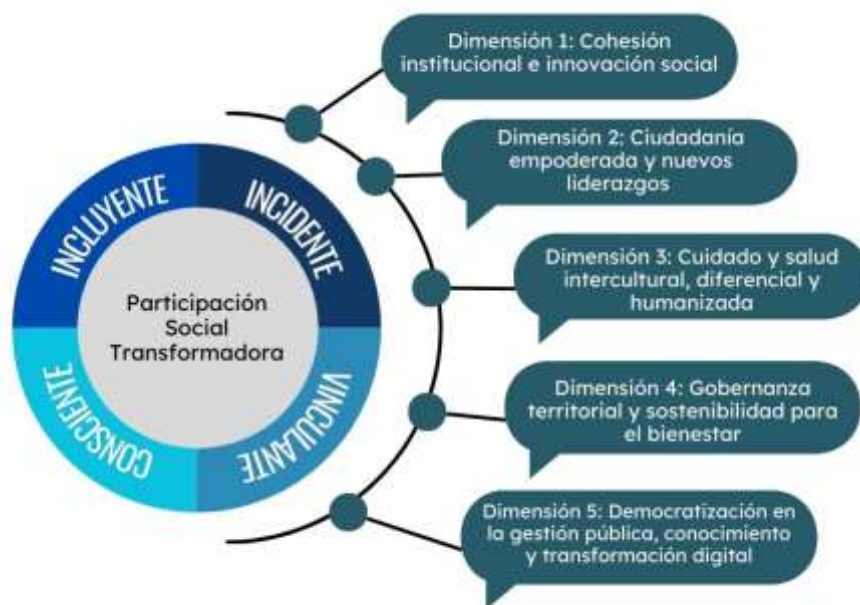 Dimensión 1: Cohesión
institucional e innovación social
Dimensión 2: Ciudadanía
empoderada y nuevos
liderazgos
INCLUYENTE
INCIDENTE
Dimensión 3: Cuidado y salud
intercultural, diferencial y
humanizada
Participación
Social
Transformadora
CONSCIENTE
VINCULANTE
Dimensión 4: Gobernanza
territorial y sostenibilidad para
el bienestar
Dimensión 5: Democratización en
la gestión pública, conocimiento
y transformación digital